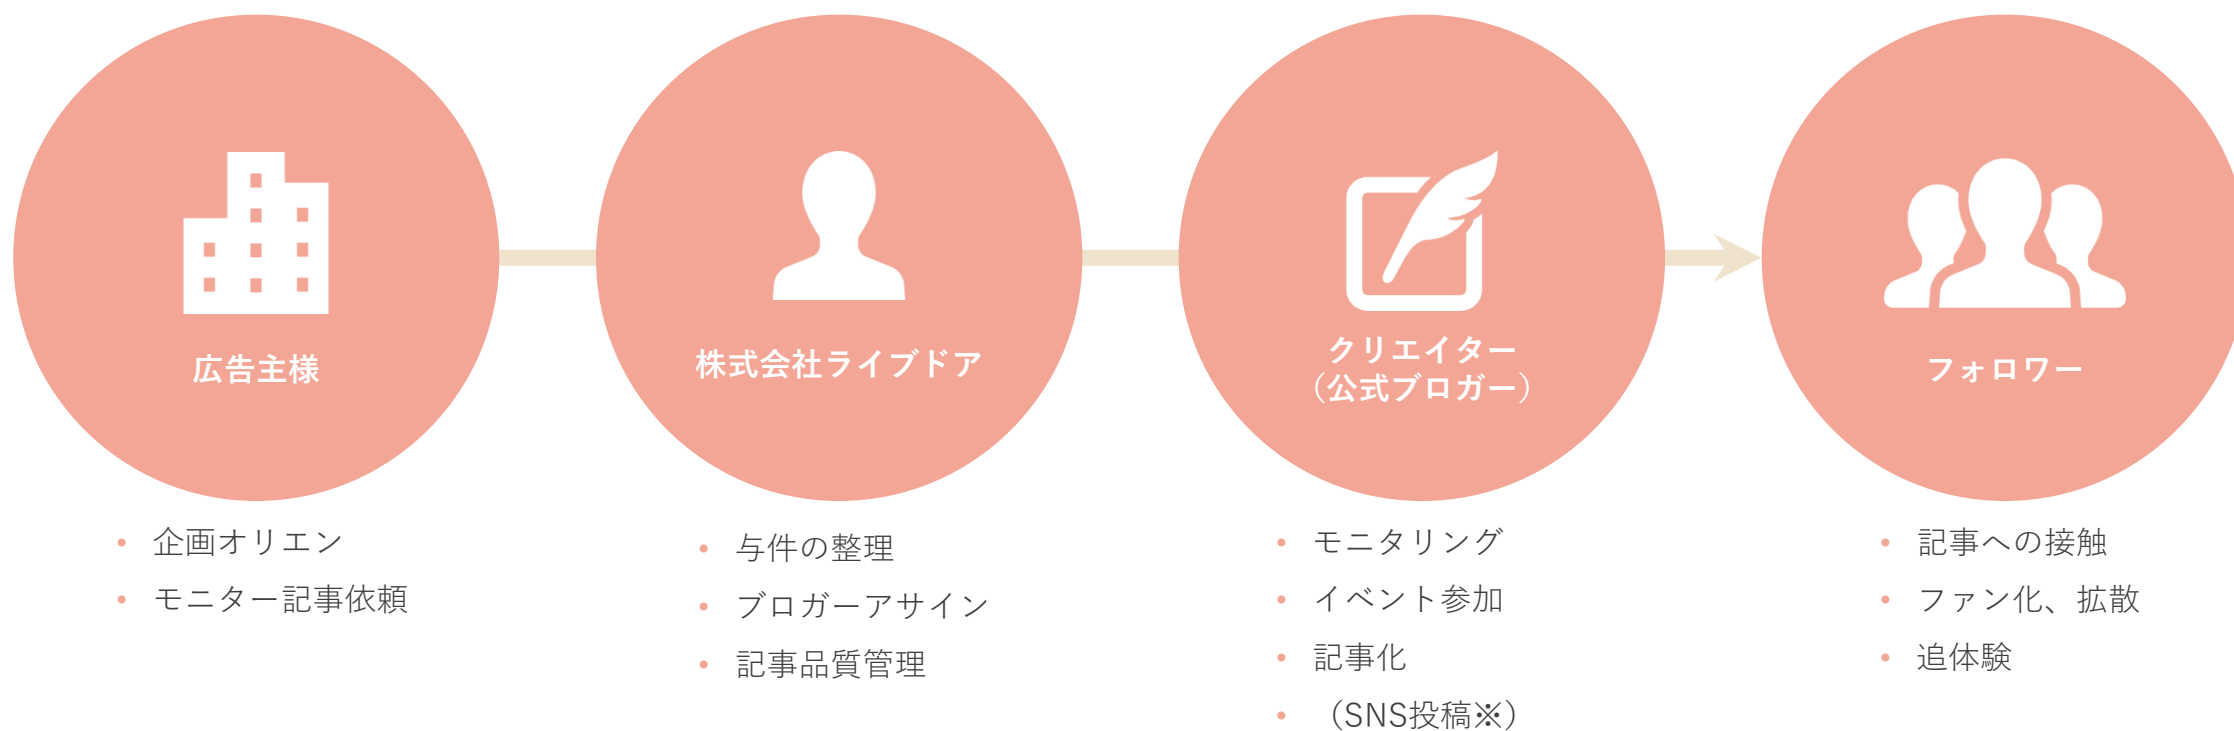 広告主様
• 企画オリエン
• モニター記事依頼
株式会社ライブドア
• 与件の整理
• ブロガーアサイン
• 記事品質管理
クリエイター
（公式ブロガー）
• モニタリング
• イベント参加
• 記事化
• （SNS投稿※）
フォロワー
• 記事への接触
• ファン化、拡散
• 追体験